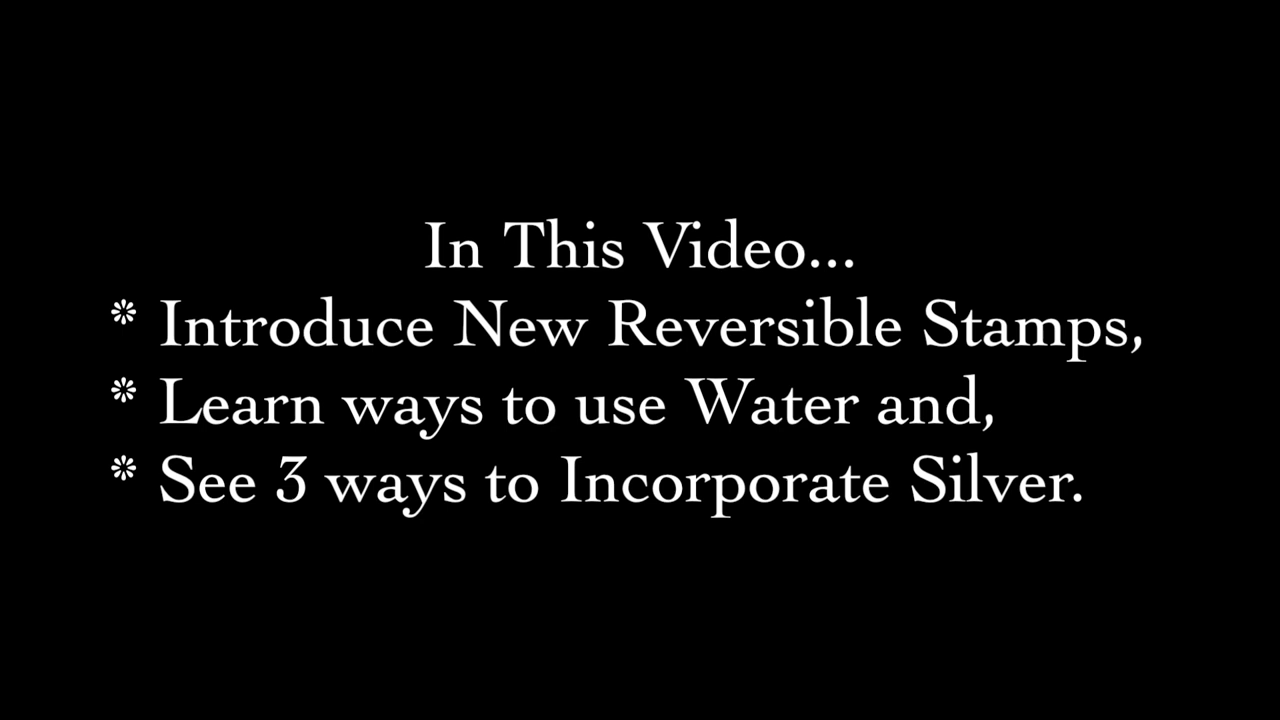 In This Video...
* Introduce New Reversible Stamps,
* Learn ways to use Water and,
* See 3 ways to Incorporate Silver.